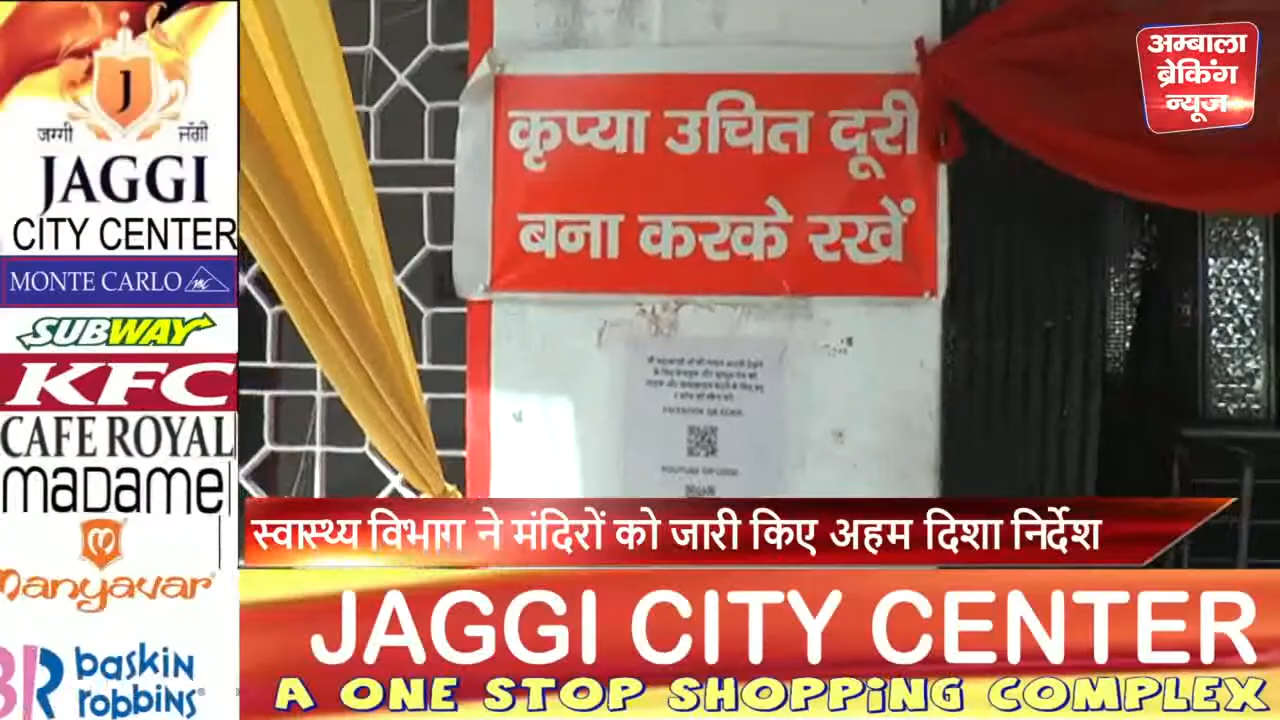 J
जग्गी ਜੱਗੀ
JAGGI
CITY CENTER
MONTE CARLO
SUBWAY
KFC
CAFE ROYAL
maDame
m
manyavar
BR baskin
robbins
अम्बाला
ब्रेकिंग
न्यूज
कृप्या उचित दूरी
बना करके रखें
स्वास्थ्य विभाग ने मंदिरों को जारी किए अहम दिशा निर्देश
JAGGI CITY CENTER
A ONE STOP SHOPPING COMPLEX